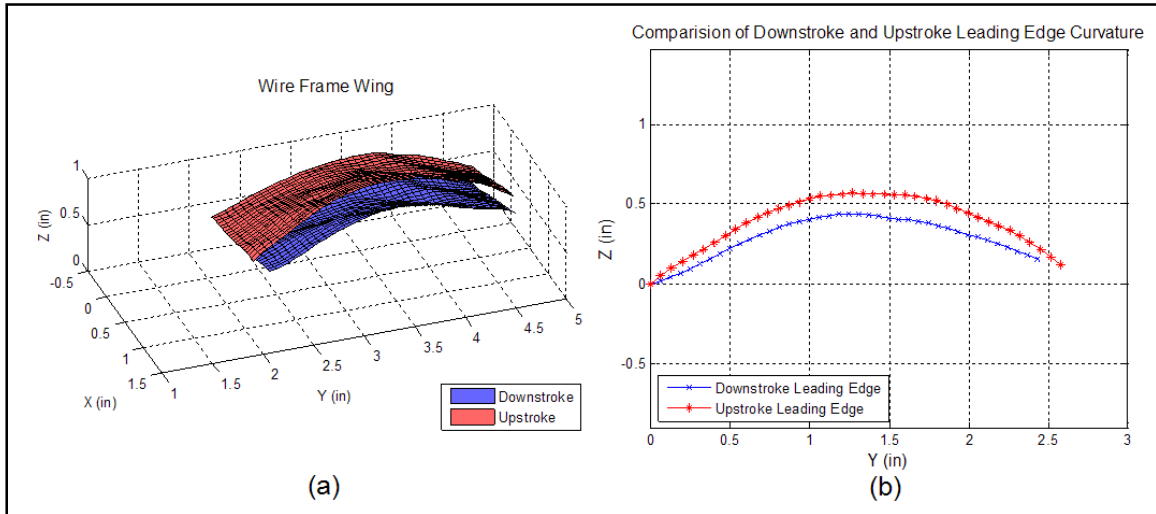 Wire Frame Wing
Z (in)
1
0.5
0
-0.5
0
0.5
1
1.5
X (in)
1
1.5
2
2.5
3
3.5
4
4.5
5
Y (in)
Downstroke
Upstroke
(a)
Comparision of Downstroke and Upstroke Leading Edge Curvature
Z (in)
1
0.5
0
-0.5
Downstroke Leading Edge
Upstroke Leading Edge
0
0.5
1
1.5
2
2.5
3
Y (in)
(b)